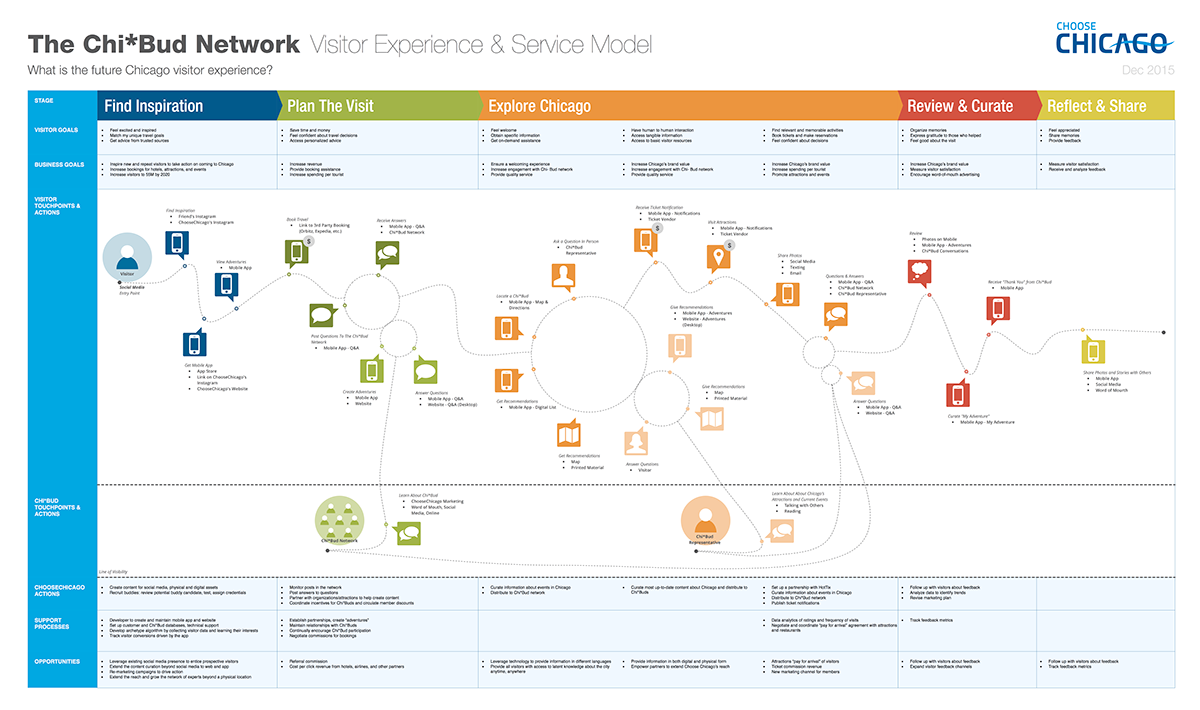 The Chi*Bud Network Visitor Experience & Service Model
What is the future Chicago visitor experience?
CHOOSE
CHICAGO
Dec 2015
STAGE
Find Inspiration
Plan The Visit
Explore Chicago
Review & Curate
Reflect & Share
VISITOR GOALS
• Feel excited and inspired
• Match my unique travel goals
• Get advice from trusted sources
• Save time and money
• Feel confident about travel decisions
• Access personalized advice
• Feel welcome
• Obtain specific information
• Get on-demand assistance
• Have human to human interaction
• Access tangible information
• Access to basic visitor resources
• Find relevant and memorable activities
• Book tickets and make reservations
• Feel confident about decisions
• Organize memories
• Express gratitude to those who helped
• Feel good about the visit
• Feel appreciated
• Share memories
• Provide feedback
BUSINESS GOALS
• Inspire new and repeat visitors to take action on coming to Chicago
• Increase bookings for hotels, attractions, and events
• Increase visitors to 55M by 2020
• Increase revenue
• Provide booking assistance
• Increase spending per tourist
• Ensure a welcoming experience
• Increase engagement with Chi- Bud network
• Provide quality service
• Increase Chicago's brand value
• Increase engagement with Chi- Bud network
• Provide quality service
• Increase Chicago's brand value
• Increase spending per tourist
• Promote attractions and events
• Increase Chicago's brand value
• Measure visitor satisfaction
• Encourage word-of-mouth advertising
• Measure visitor satisfaction
• Receive and analyze feedback
VISITOR
TOUCHPOINTS &
ACTIONS
Visitor
Social Media
Entry Point
Find Inspiration
• Friend's Instagram
• ChooseChicago's Instagram
View Adventures
• Mobile App
Get Mobile App
• App Store
• Link on ChooseChicago's
Instagram
• ChooseChicago's Website
Book Travel
• Link to 3rd Party Booking
(Orbitz, Expedia, etc.)
$
Receive Answers
• Mobile App - Q&A
• Chi*Bud Network
Post Questions To The Chi*Bud
Network
• Mobile App - Q&A
Create Adventures
• Mobile App
• Website
Answer Questions
• Mobile App - Q&A
• Website - Q&A (Desktop)
Ask a Question in Person
• Chi*Bud
Representative
Locate a Chi*Bud
• Mobile App - Map &
Directions
Get Recommendations
• Mobile App - Digital List
Get Recommendations
• Map
• Printed Material
Receive Ticket Notification
• Mobile App - Notifications
• Ticket Vendor
$
Visit Attractions
• Mobile App - Notifications
• Ticket Vendor
$
Give Recommendations
• Mobile App - Adventures
• Website - Adventures
(Desktop)
Give Recommendations
• Map
• Printed Material
Answer Questions
• Visitor
Share Photos
• Social Media
• Texting
• Email
Questions & Answers
• Mobile App - Q&A
• Chi*Bud Network
• Chi*Bud Representative
Answer Questions
• Mobile App - Q&A
• Website - Q&A
Review
• Photos on Mobile
• Mobile App - Adventures
• Chi*Bud Conversations
Receive "Thank You" from Chi*Bud
• Mobile App
Curate "My Adventure"
• Mobile App - My Adventure
Share Photos and Stories with Others
• Mobile App
• Social Media
• Word of Mouth
CHI*BUD
TOUCHPOINTS &
ACTIONS
Chi*Bud Network
Learn About Chi*Bud
• ChooseChicago Marketing
• Word of Mouth, Social
Media, Online
Chi*Bud
Representative
Learn About About Chicago's
Attractions and Current Events
• Talking with Others
• Reading
Line of Visibility
CHOOSECHICAGO
ACTIONS
• Create content for social media, physical and digital assets
• Recruit buddies: review potential buddy candidate, test, assign credentials
• Monitor posts in the network
• Post answers to questions
• Partner with organizations/attractions to help create content
• Coordinate incentives for Chi*Buds and circulate member discounts
• Curate information about events in Chicago
• Distribute to Chi*Bud network
• Curate most up-to-date content about Chicago and distribute to
Chi*Buds
• Set up a partnership with HotTix
• Curate information about events in Chicago
• Distribute to Chi*Bud network
• Publish ticket notifications
• Follow up with visitors about feedback
• Analyze data to identify trends
• Revise marketing plan
SUPPORT
PROCESSES
• Developer to create and maintain mobile app and website
• Set up customer and Chi*Bud databases, technical support
• Develop archetype algorithm by collecting visitor data and learning their interests
• Track visitor conversions driven by the app
• Establish partnerships, create "adventures"
• Maintain relationships with Chi*Buds
• Continually encourage Chi*Bud participation
• Negotiate commissions for bookings
• Data analytics of ratings and frequency of visits
• Negotiate and coordinate "pay for arrival" agreement with attractions
and restaurants
• Track feedback metrics
OPPORTUNITIES
• Leverage existing social media presence to entice prospective visitors
• Extend the content curation beyond social media to web and app
• Re-marketing campaigns to drive action
• Extend the reach and grow the network of experts beyond a physical location
• Referral commission
• Cost per click revenue from hotels, airlines, and other partners
• Leverage technology to provide information in different languages
• Provide all visitors with access to latent knowledge about the city
anytime, anywhere
• Provide information in both digital and physical form
• Empower partners to extend Choose Chicago's reach
• Attractions "pay for arrival" of visitors
• Ticket commission revenue
• New marketing channel for members
• Follow up with visitors about feedback
• Expand visitor feedback channels
• Follow up with visitors about feedback
• Track feedback metrics